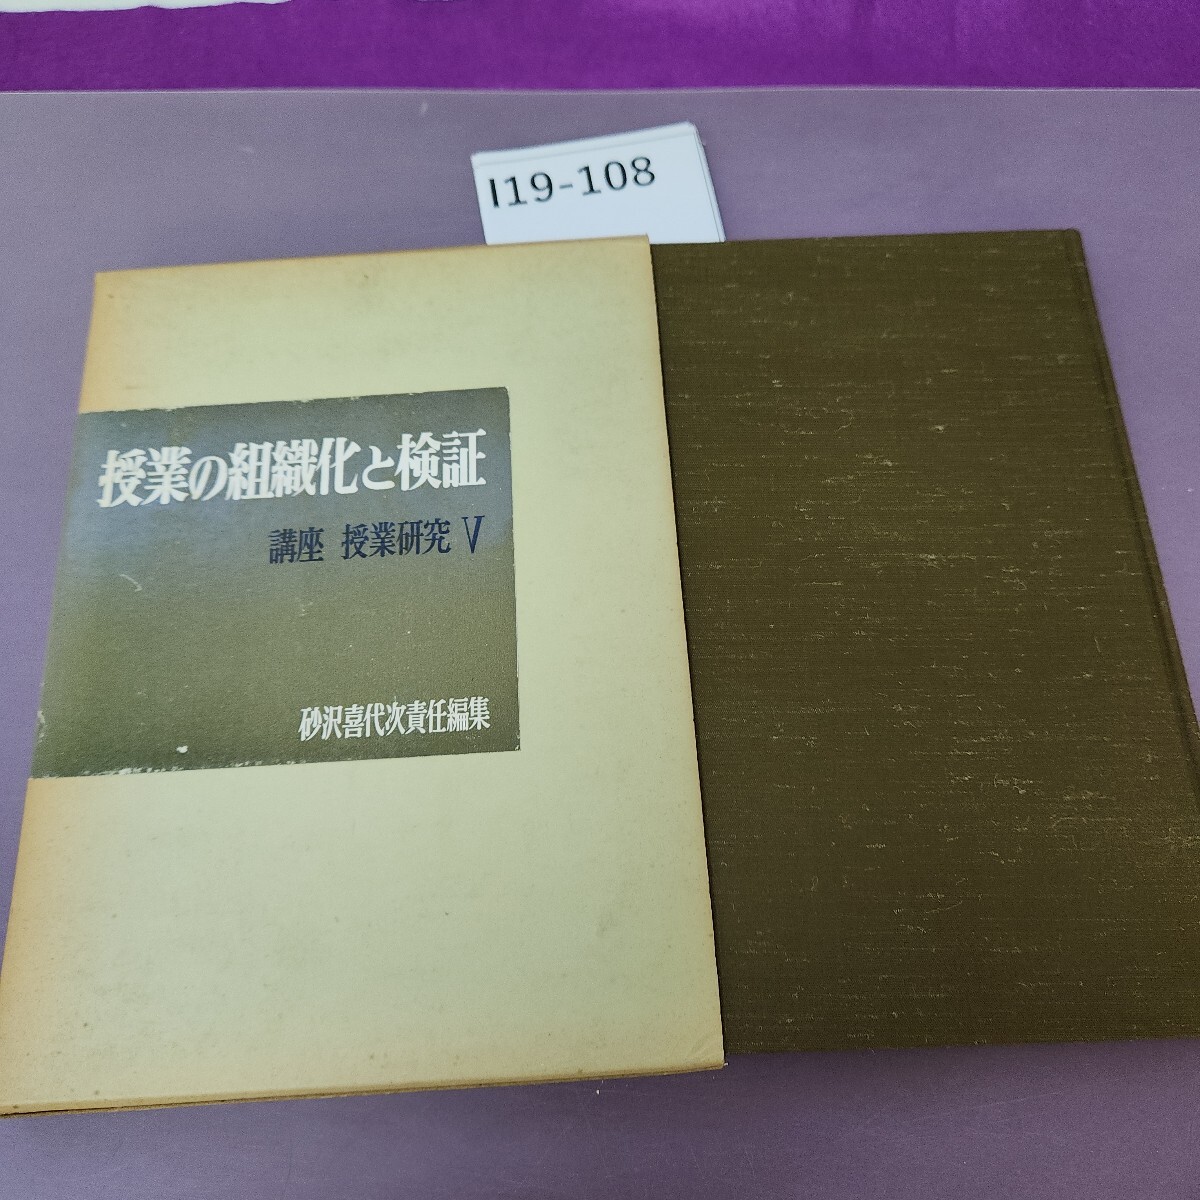 I19-108
授業の組織化と検証
講座 授業研究 V
砂沢喜代次責任編集